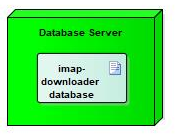 Database Server
imap-
downloader
database